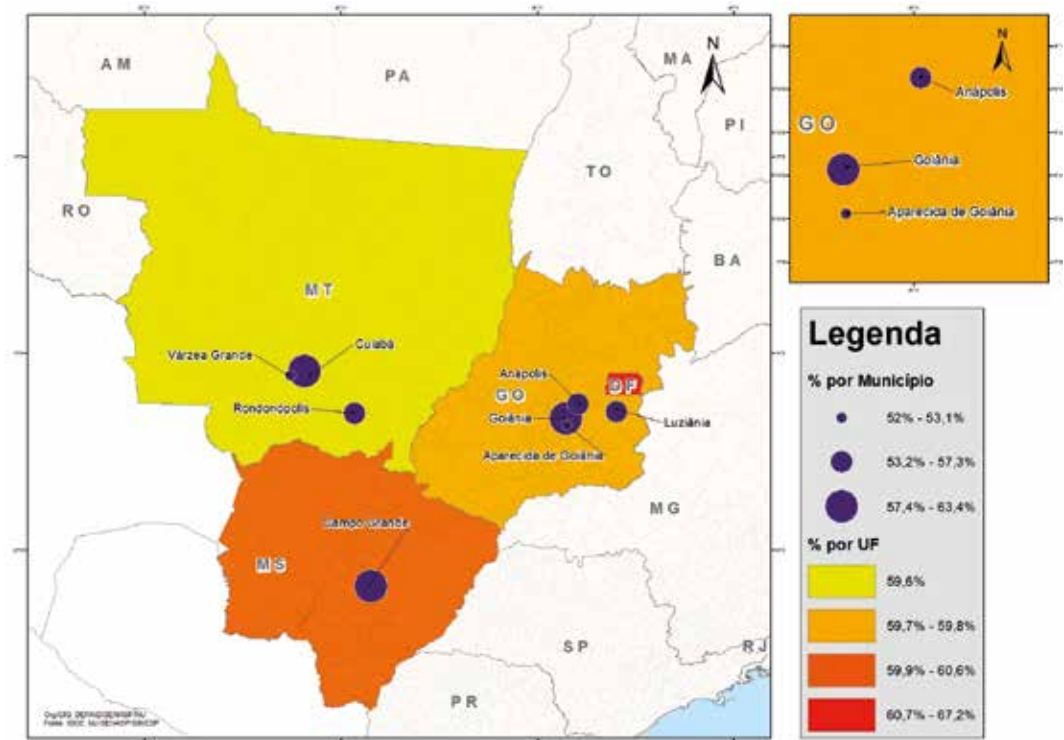 AM
PA
MA
PI
TO
RO
BA
MT
Várzea Grande
Cuiabá
Rondonópolis
GO
DF
Anápolis
Goiânia
Luziânia
Aparecida de Goiânia
MG
Campo Grande
MS
SP
RJ
PR
N
N
GO
Anápolis
Goiânia
Aparecida de Goiânia
Legenda
% por Município
52% - 53,1%
53,2% - 57,3%
57,4% - 63,4%
% por UF
59,6%
59,7% - 59,8%
59,9% - 60,6%
60,7% - 67,2%